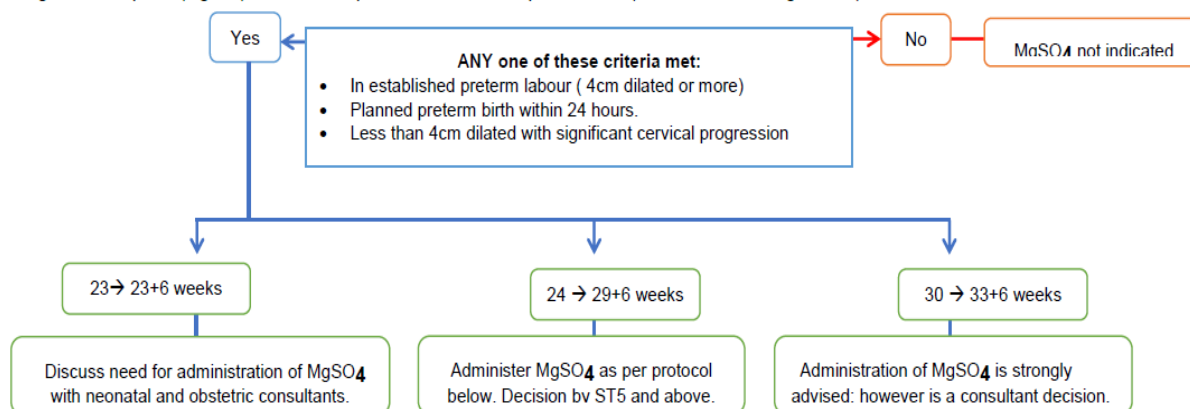 Yes
ANY one of these criteria met:
• In established preterm labour ( 4cm dilated or more)
• Planned preterm birth within 24 hours.
• Less than 4cm dilated with significant cervical progression
No
MgSO4 not indicated
23→ 23+6 weeks
24 → 29+6 weeks
30 → 33+6 weeks
Discuss need for administration of MgSO4
with neonatal and obstetric consultants.
Administer MgSO4 as per protocol
below. Decision by ST5 and above.
Administration of MgSO4 is strongly
advised: however is a consultant decision.